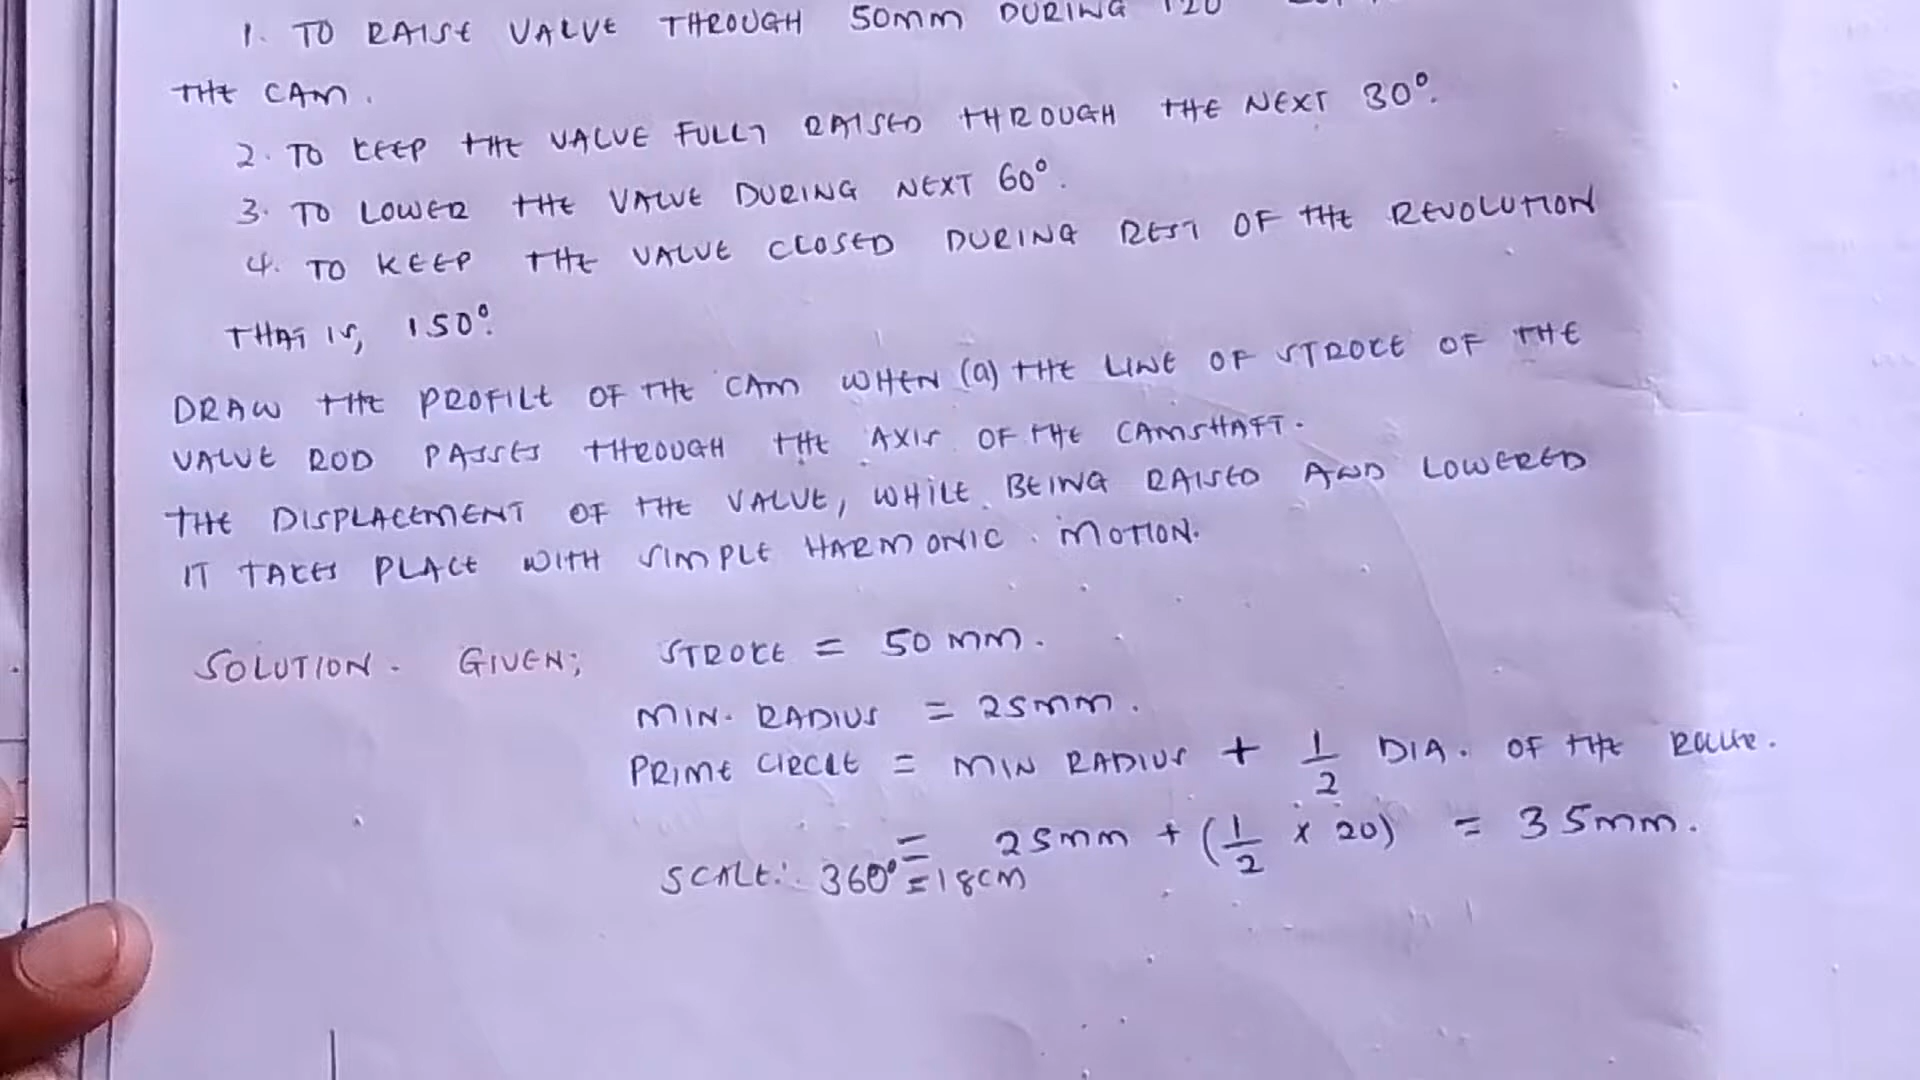 1. TO RAISE VALVE THROUGH 50mm DURING 120
THE CAM.
2. TO KEEP THE VALVE FULLY RAISED THROUGH THE NEXT 30°.
3. TO LOWER THE VALVE DURING NEXT 60°.
4. TO KEEP THE VALVE CLOSED DURING REST OF THE REVOLUTION
THAT IS, 150°.
DRAW THE PROFILE OF THE CAM WHEN (a) THE LINE OF STROKE OF THE
VALVE ROD PASSES THROUGH THE AXIS OF THE CAMSHAFT.
THE DISPLACEMENT OF THE VALVE, WHILE BEING RAISED AND LOWERED
IT TAKES PLACE WITH SIMPLE HARMONIC MOTION.
SOLUTION. GIVEN; STROKE = 50mm.
MIN. RADIUS = 25mm.
PRIME CIRCLE = MIN RADIUS + 1/2 DIA. OF THE ROLLER.
= 25mm + (1/2 x 20) = 35mm.
SCALE: 360° = 18cm